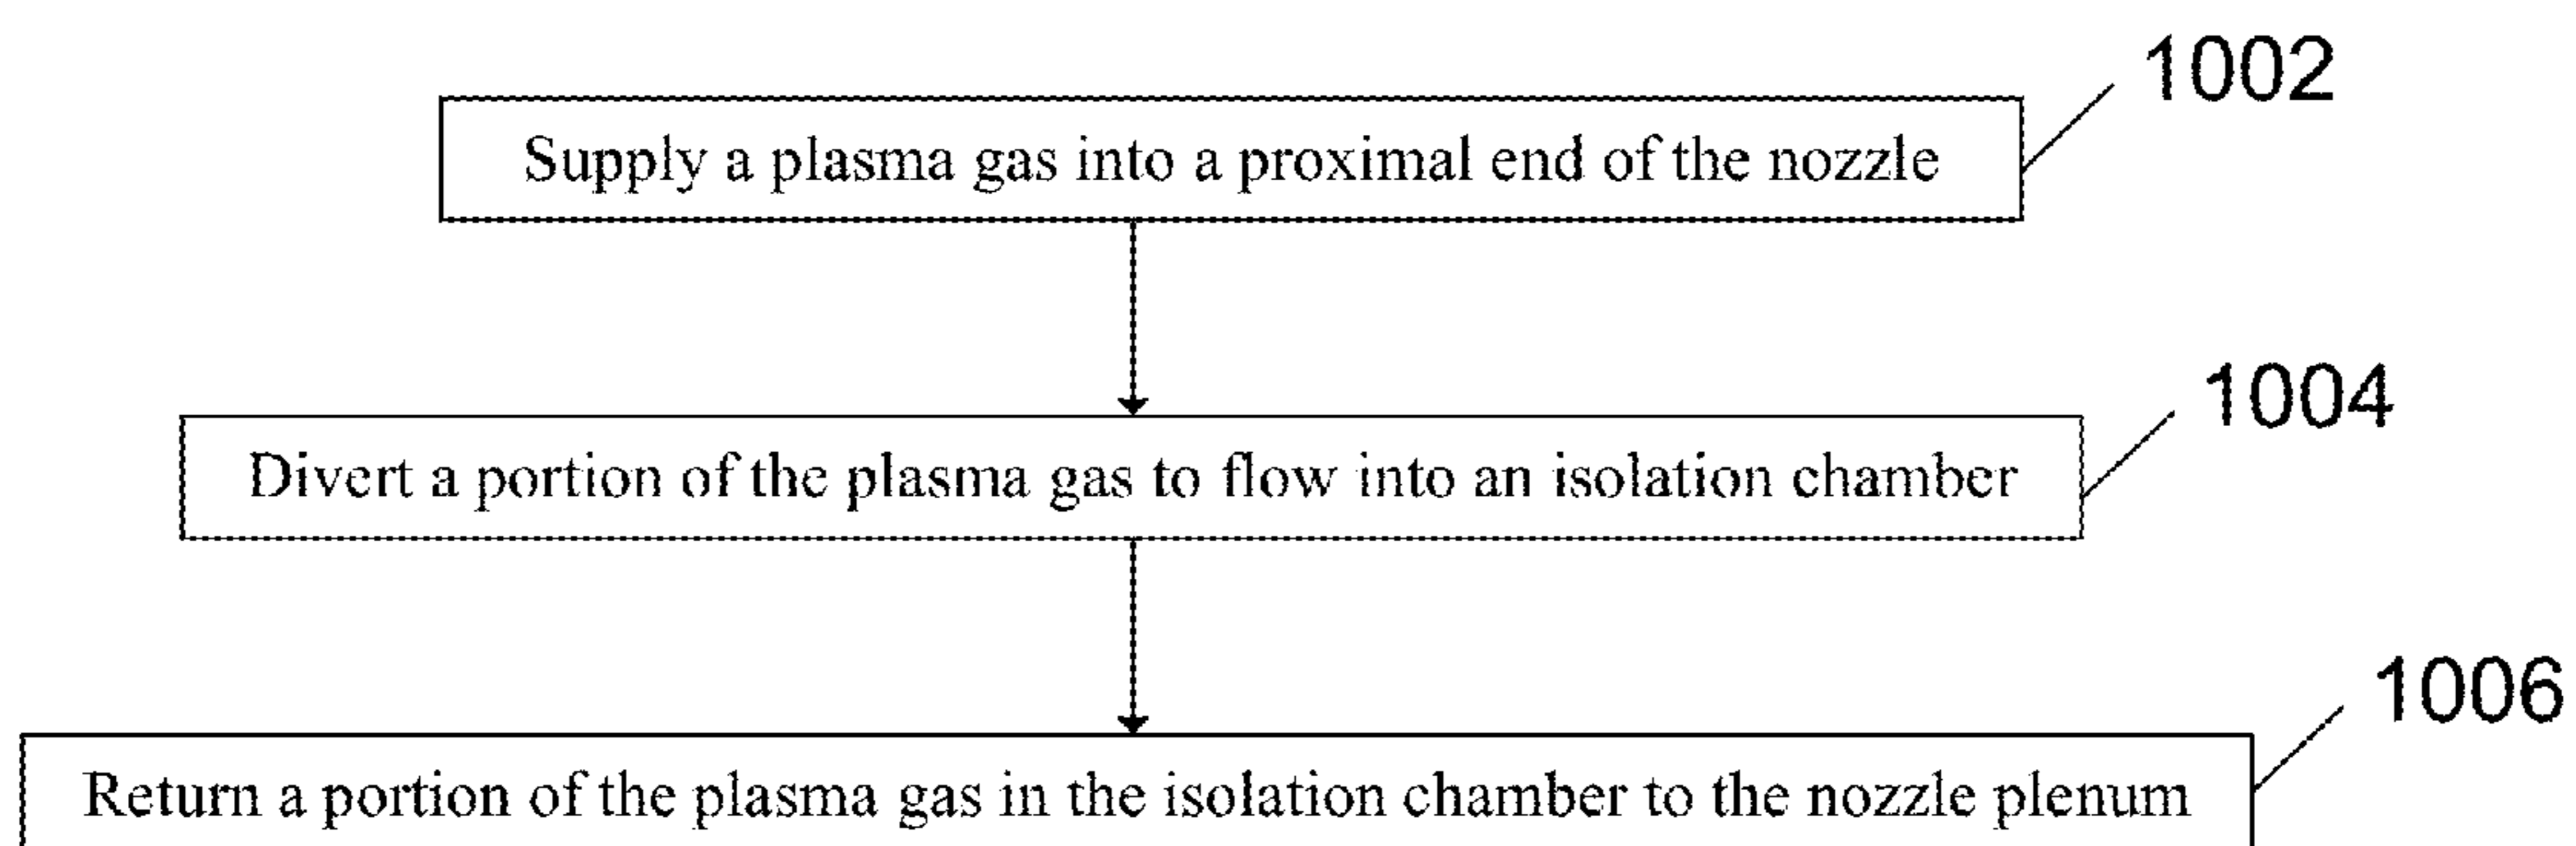 1002
Supply a plasma gas into a proximal end of the nozzle
1004
Divert a portion of the plasma gas to flow into an isolation chamber
1006
Return a portion of the plasma gas in the isolation chamber to the nozzle plenum